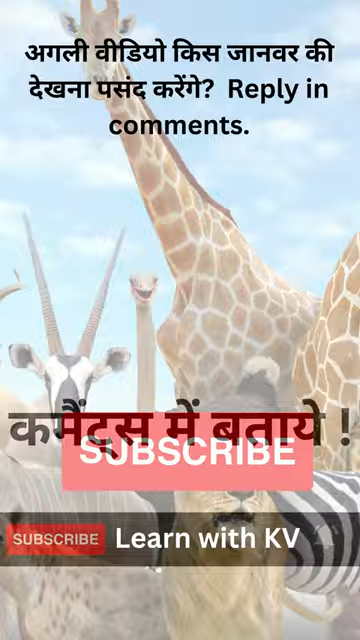 अगली वीडियो किस जानवर की
देखना पसंद करेंगे? Reply in
comments.
कमैंट्स में बताये !
SUBSCRIBE
SUBSCRIBE Learn with KV